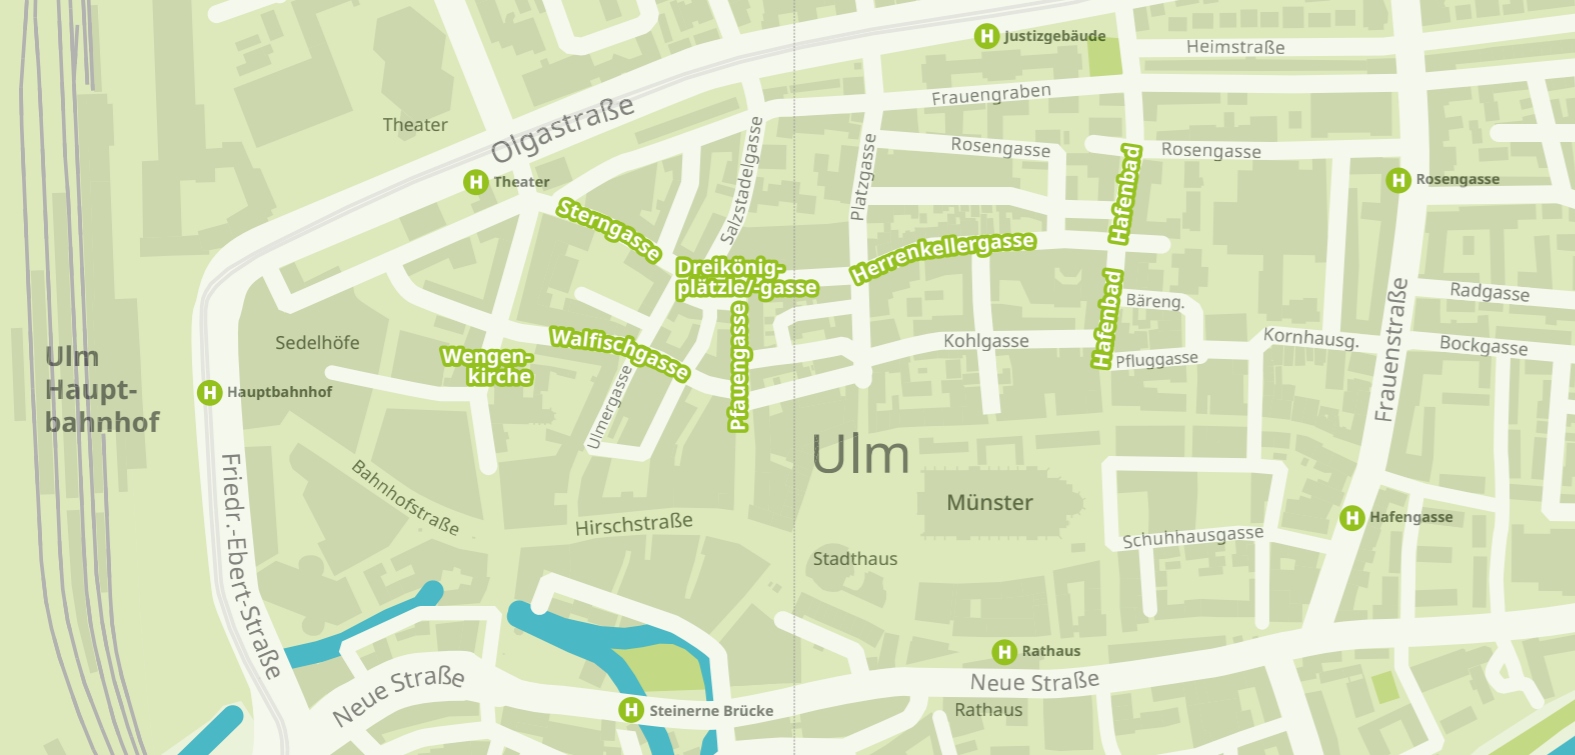 H Justizgebäude
Heimstraße
Frauengraben
Theater
Olgastraße
H Theater
Salzstadelgasse
Platzgasse
Rosengasse
Hafenbad
Rosengasse
H Rosengasse
Sterngasse
Dreikönig-
plätzle/-gasse
Herrenkellergasse
Hafenbad
Bäreng.
Radgasse
Sedelhöfe
Wengen-
kirche
Walfischgasse
Pfauengasse
Kohlgasse
Pfluggasse
Kornhausg.
Frauenstraße
Bockgasse
Ulm
Haupt-
bahnhof
H Hauptbahnhof
Ulmergasse
Ulm
Friedr.-Ebert-Straße
Bahnhofstraße
Hirschstraße
Münster
Stadthaus
Schuhhausgasse
H Hafengasse
Neue Straße
H Steinerne Brücke
H Rathaus
Neue Straße
Rathaus